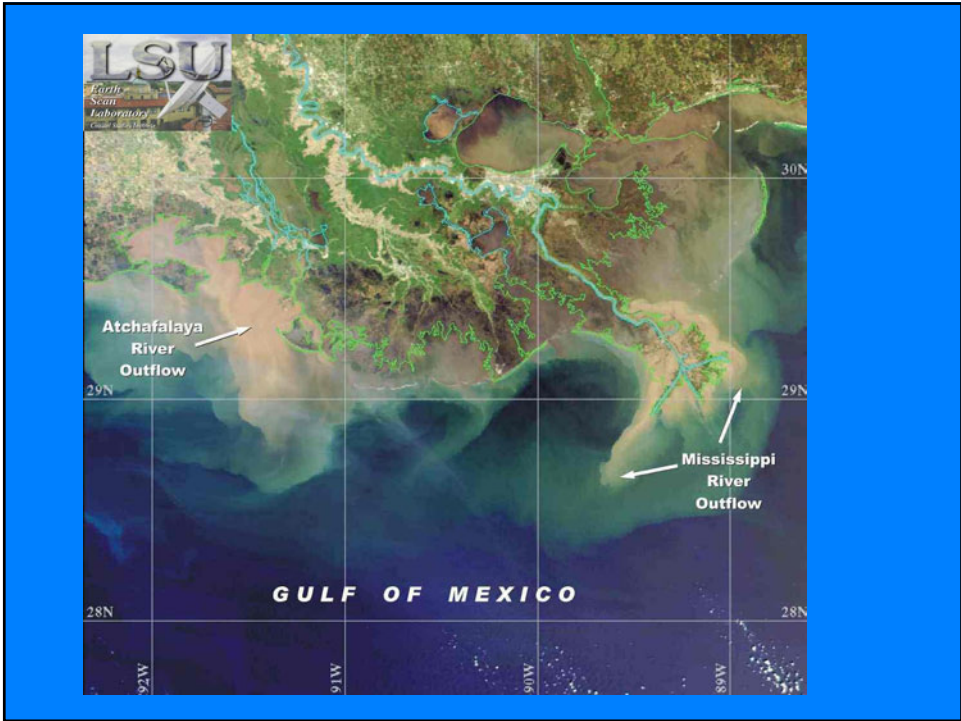 LSU
Earth
Scan
Laboratory
30N
Atchafalaya
River
Outflow
29N
29N
Mississippi
River
Outflow
GULF OF MEXICO
28N
28N
92W
91W
90W
89W